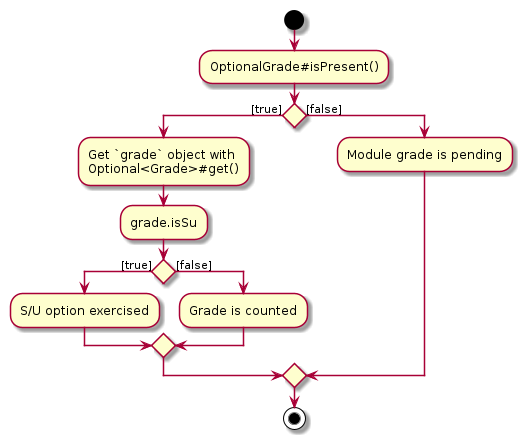 OptionalGrade#isPresent()
[true]
[false]
Get `grade` object with
Optional<Grade>#get()
Module grade is pending
grade.isSu
[true]
[false]
S/U option exercised
Grade is counted